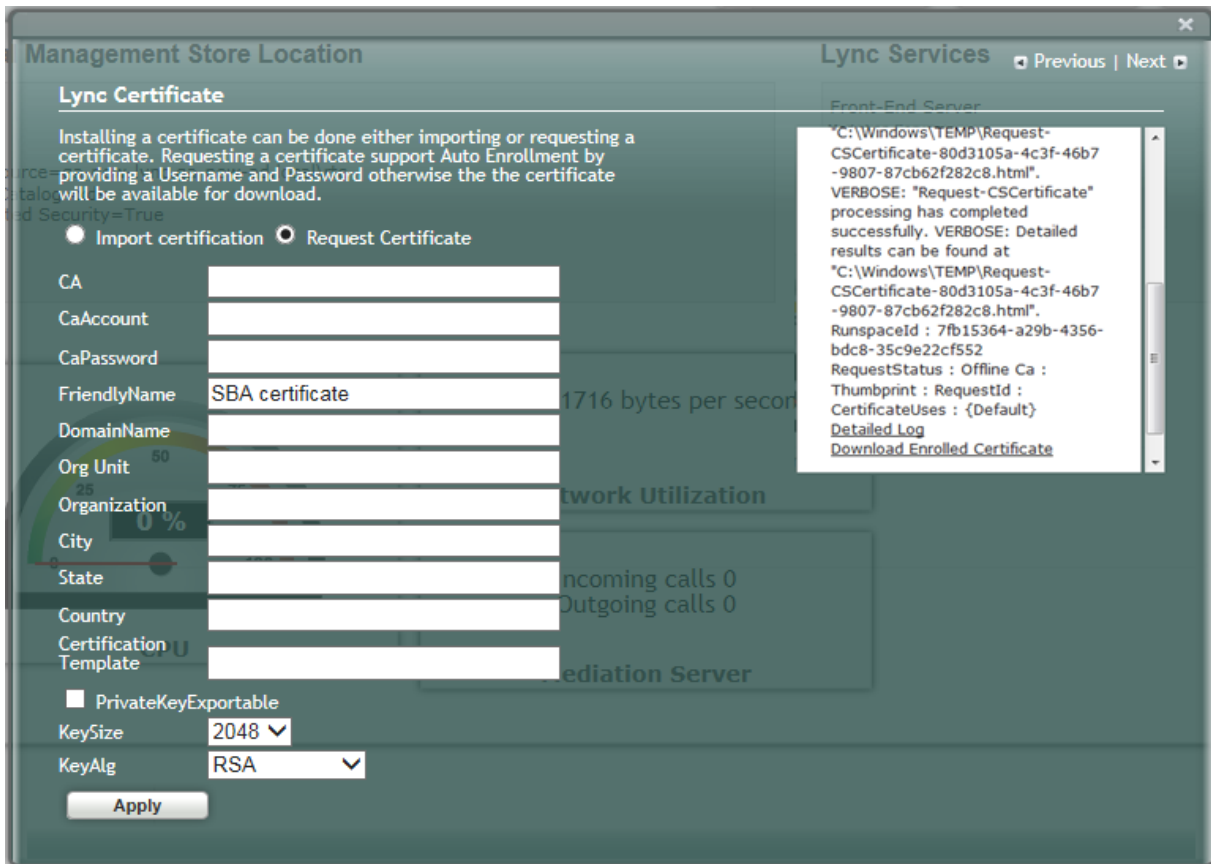 Management Store Location
Lync Services
Previous | Next
Lync Certificate
Front-End Server
Installing a certificate can be done either importing or requesting a
certificate. Requesting a certificate support Auto Enrollment by
providing a Username and Password otherwise the the certificate
will be available for download.
ted Security=True
Import certification Request Certificate
CA
CaAccount
CaPassword
FriendlyName SBA certificate
DomainName
Org Unit
Organization
City
State
Country
Certification
Template
PrivateKeyExportable
KeySize 2048
KeyAlg RSA
Apply
"C:\Windows\TEMP\Request-
CSCertificate-80d3105a-4c3f-46b7
-9807-87cb62f282c8.html".
VERBOSE: "Request-CSCertificate"
processing has completed
successfully. VERBOSE: Detailed
results can be found at
"C:\Windows\TEMP\Request-
CSCertificate-80d3105a-4c3f-46b7
-9807-87cb62f282c8.html".
RunspaceId : 7fb15364-a29b-4356-
bdc8-35c9e22cf552
RequestStatus : Offline Ca :
Thumbprint : RequestId :
CertificateUses : {Default}
Detailed Log
Download Enrolled Certificate
1716 bytes per secon
twork Utilization
ncoming calls 0
Outgoing calls 0
ediation Server
50
25
0 %
0
CPU